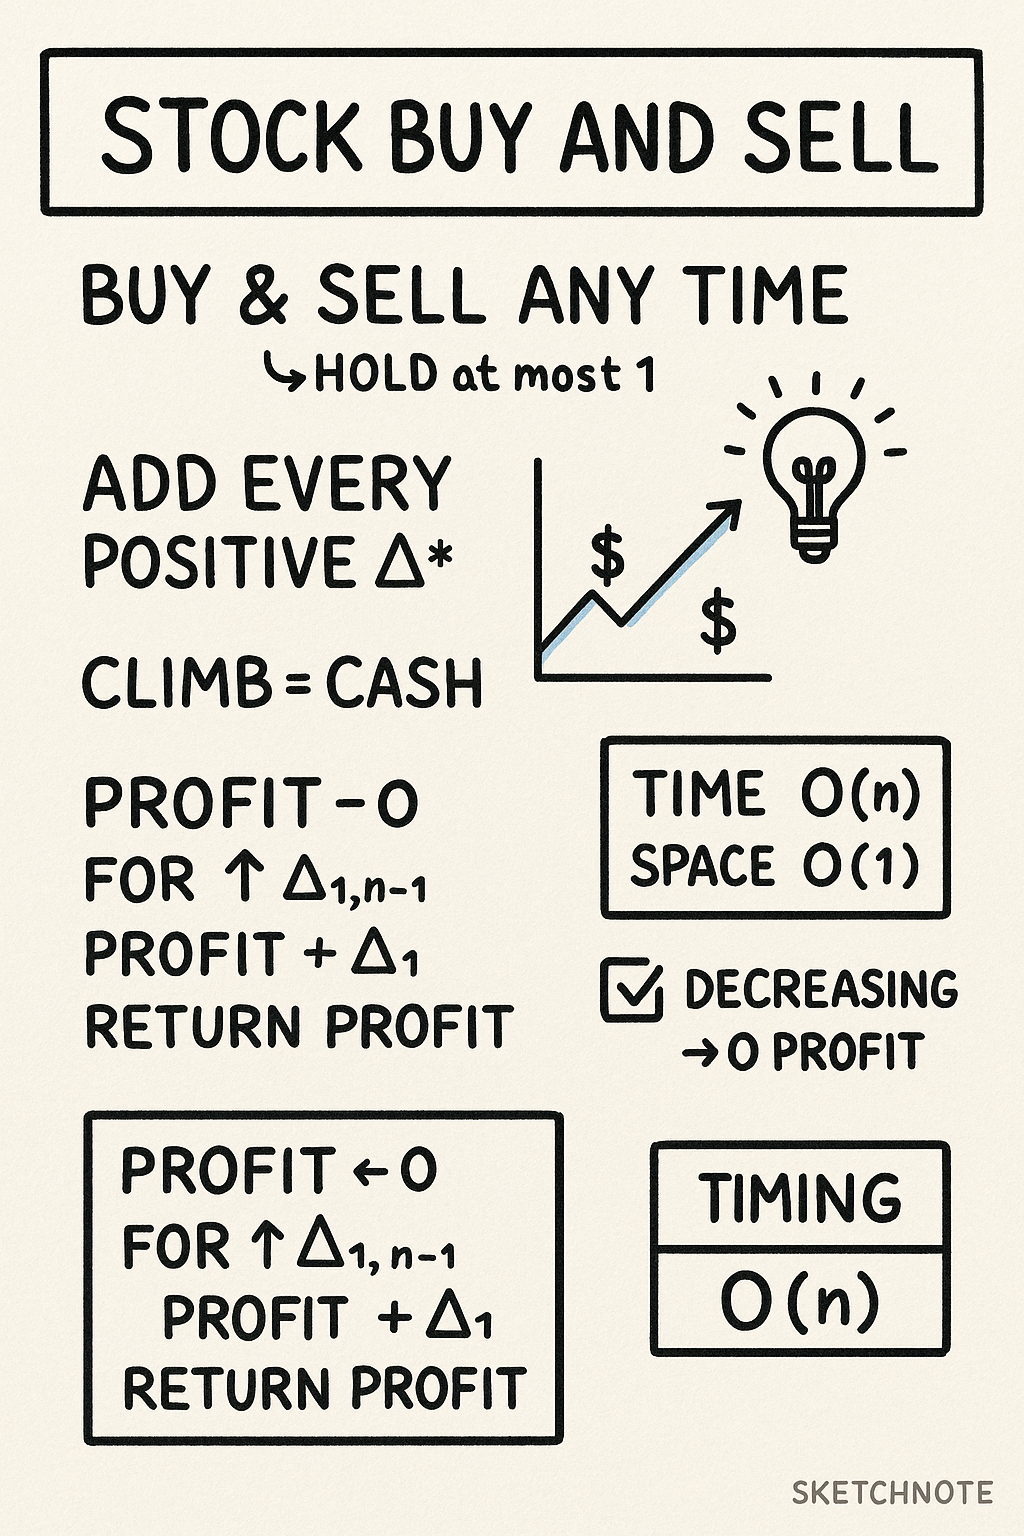 STOCK BUY AND SELL
BUY & SELL ANY TIME
↳HOLD at most 1
ADD EVERY
POSITIVE Δ*
$
$
CLIMB = CASH
PROFIT – 0
FOR ↑ Δ1,n-1
PROFIT + Δ1
RETURN PROFIT
TIME O(n)
SPACE O(1)
☑ DECREASING
→ 0 PROFIT
PROFIT ← 0
FOR ↑ Δ1, n-1
PROFIT + Δ1
RETURN PROFIT
TIMING
O(n)
SKETCHNOTE